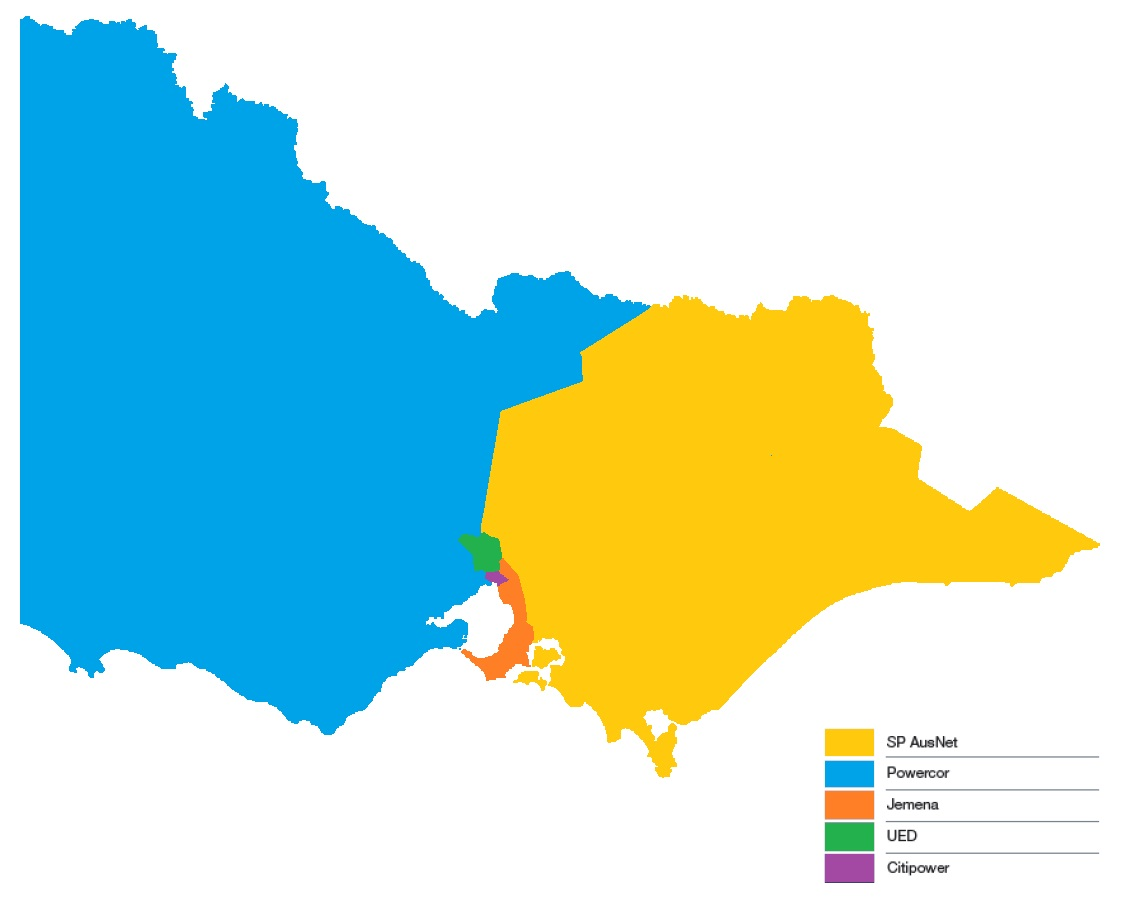 SP AusNet
Powercor
Jemena
UED
Citipower